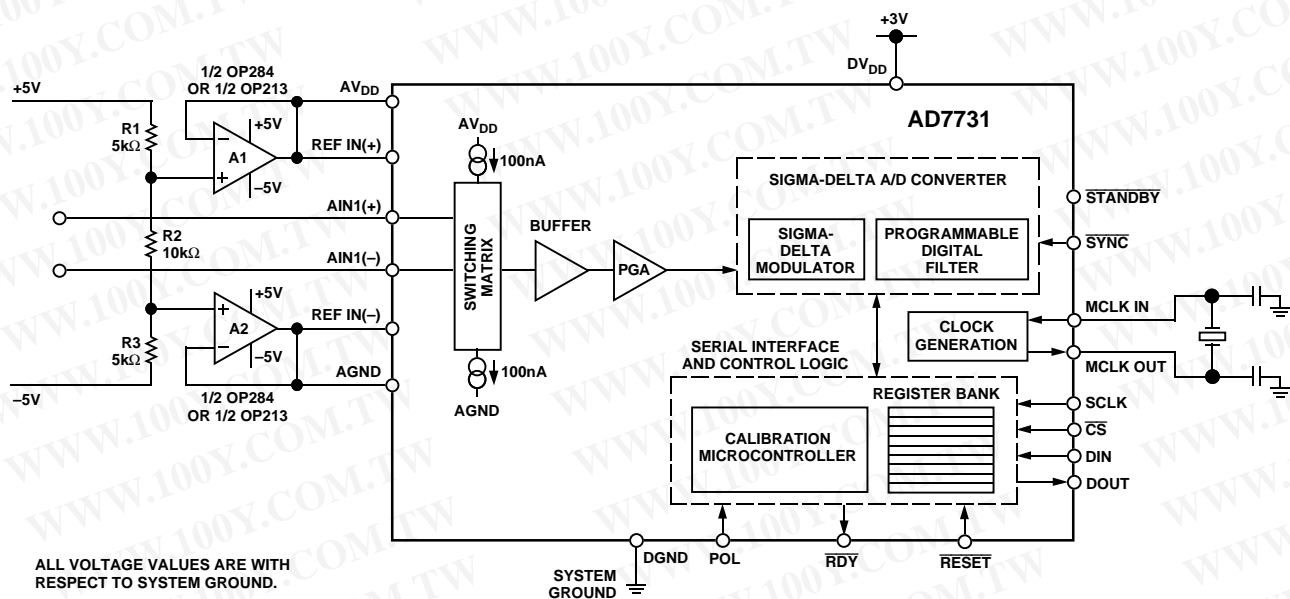 +3V
DV_DD
1/2 OP284
OR 1/2 OP213
+5V
AV_DD
AD7731
R1
5kΩ
+5V
−
A1
+
–5V
REF IN(+)
AV_DD
100nA
SIGMA-DELTA A/D CONVERTER
STANDBY
AIN1(+)
R2
10kΩ
AIN1(–)
SWITCHING
MATRIX
BUFFER
PGA
SIGMA-
DELTA
MODULATOR
PROGRAMMABLE
DIGITAL
FILTER
SYNC
+5V
+
A2
−
–5V
REF IN(–)
R3
5kΩ
MCLK IN
CLOCK
GENERATION
MCLK OUT
SERIAL INTERFACE
AND CONTROL LOGIC
100nA
AGND
–5V
1/2 OP284
OR 1/2 OP213
AGND
REGISTER BANK
CALIBRATION
MICROCONTROLLER
SCLK
CS
DIN
DOUT
DGND
POL
RDY
RESET
SYSTEM
GROUND
ALL VOLTAGE VALUES ARE WITH
RESPECT TO SYSTEM GROUND.
WWW.100Y.COM.TW